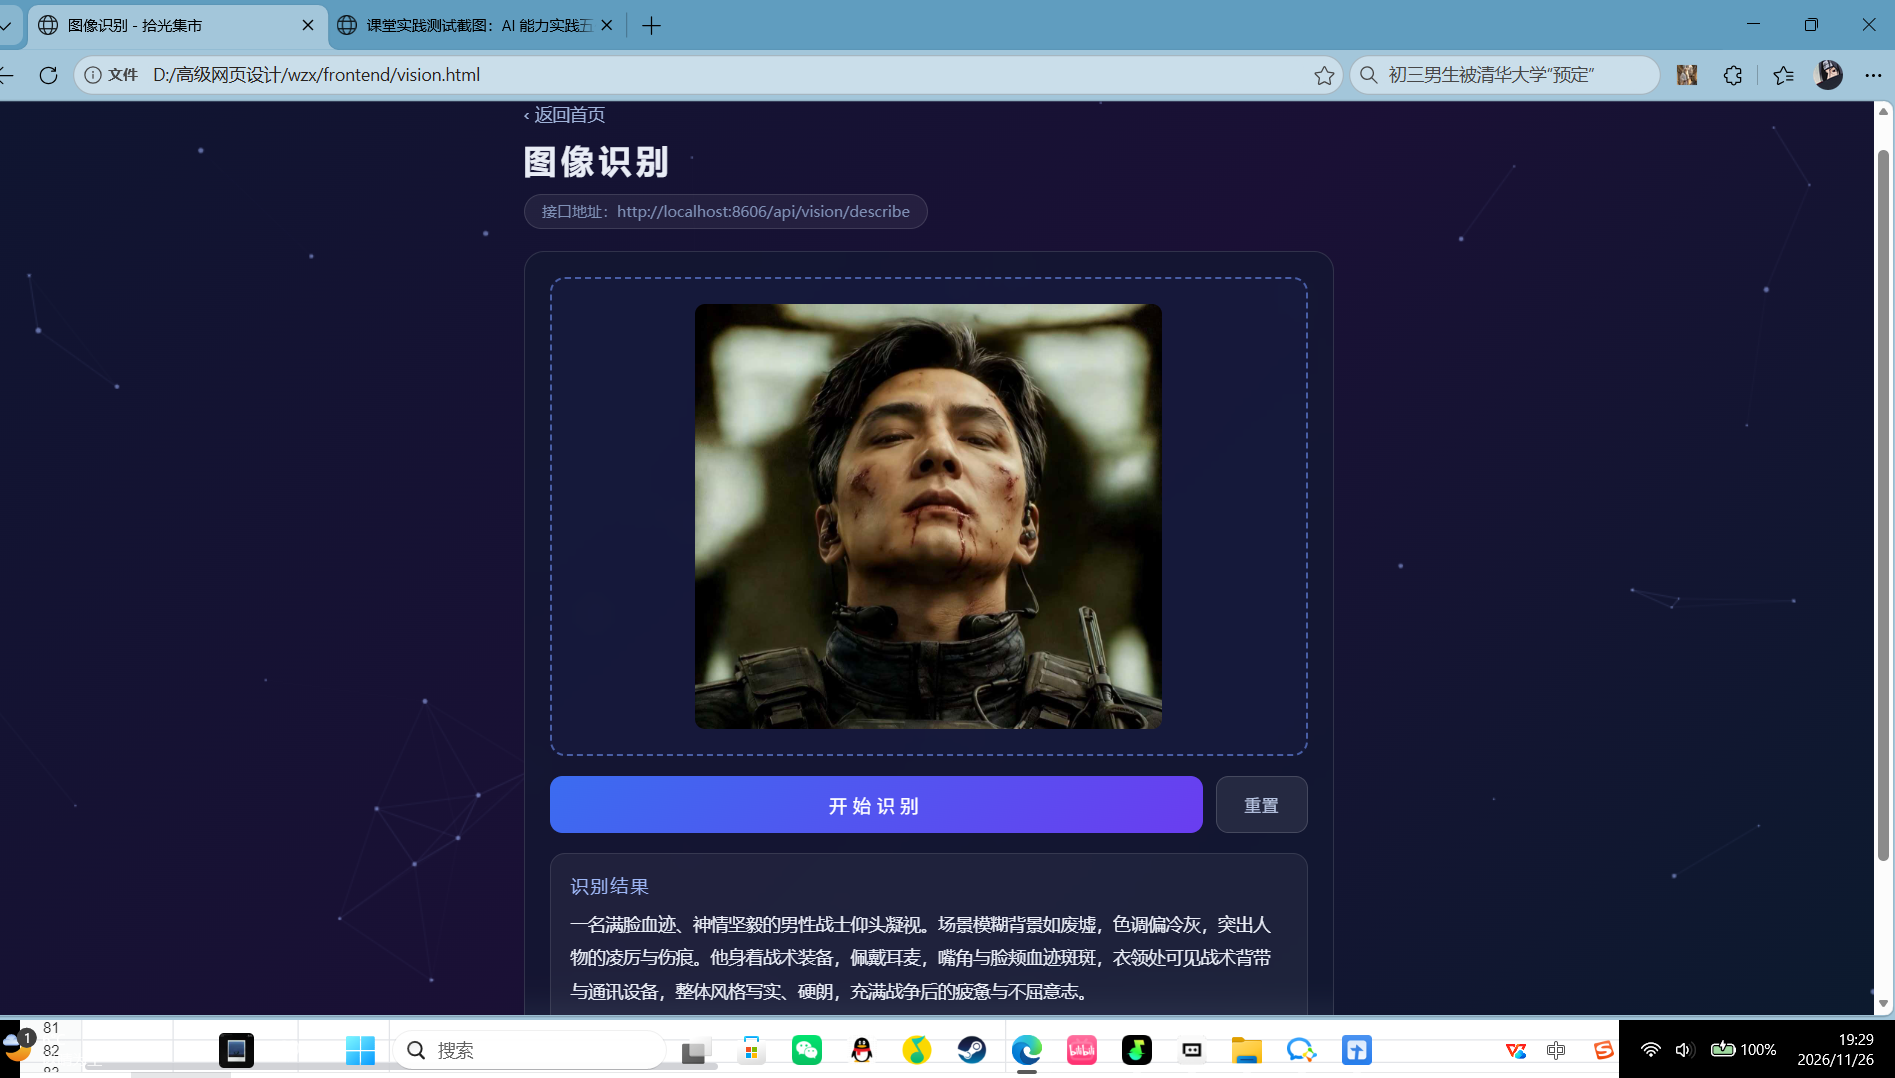 图像识别 - 拾光集市
课堂实践测试截图：AI 能力实践五
文件
D:/高级网页设计/wzx/frontend/vision.html
初三男生被清华大学“预定”
‹ 返回首页
图像识别
接口地址：http://localhost:8606/api/vision/describe
开始识别
重置
识别结果
一名满脸血迹、神情坚毅的男性战士仰头凝视。场景模糊背景如废墟，色调偏冷灰，突出人
物的凌厉与伤痕。他身着战术装备，佩戴耳麦，嘴角与脸颊血迹斑斑，衣领处可见战术背带
与通讯设备，整体风格写实、硬朗，充满战争后的疲惫与不屈意志。
1
81
82
搜索
bilibili
中
100%
19:29
2026/11/26